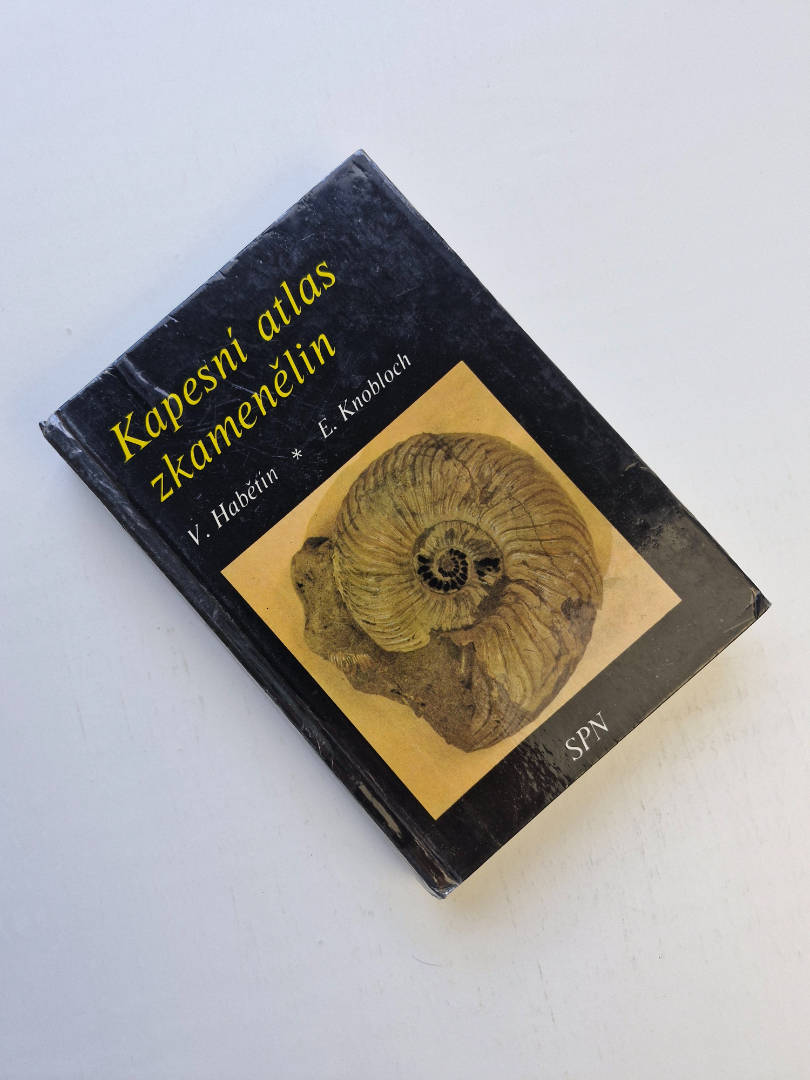 Kapesní atlas
zkamenělin
V. Habětín * E. Knobloch
SPN